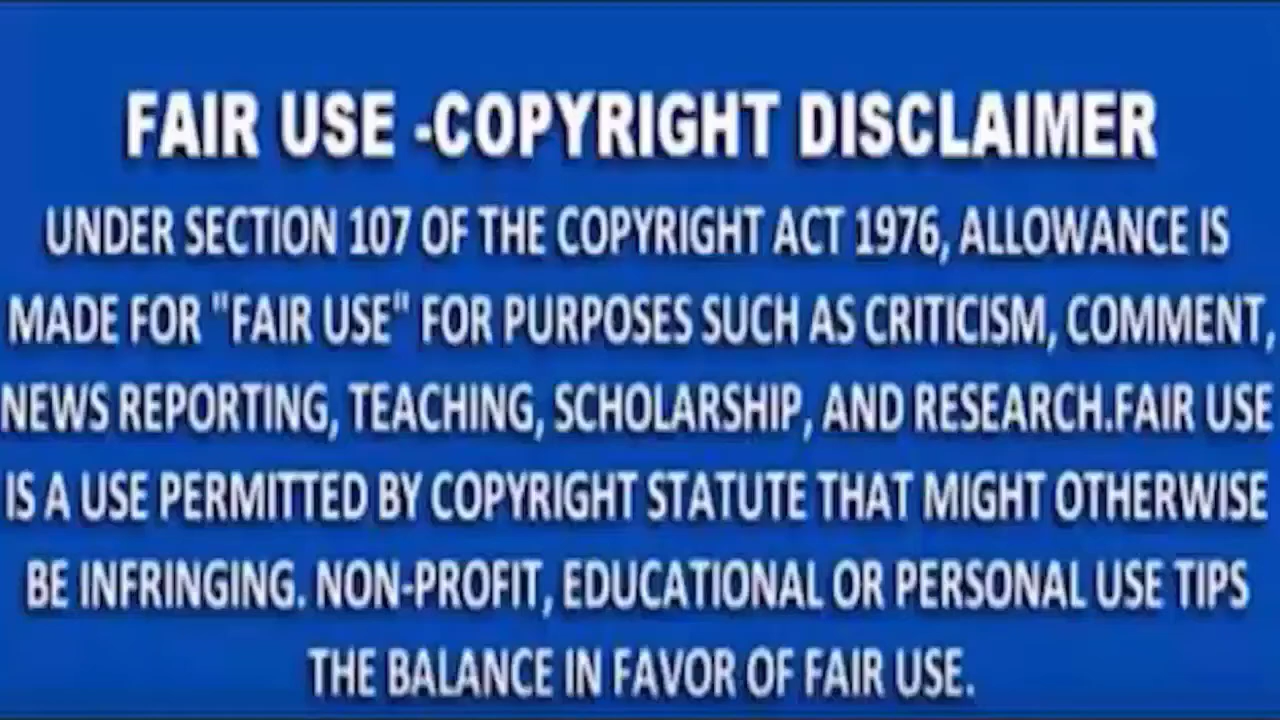 FAIR USE -COPYRIGHT DISCLAIMER
UNDER SECTION 107 OF THE COPYRIGHT ACT 1976, ALLOWANCE IS
MADE FOR "FAIR USE" FOR PURPOSES SUCH AS CRITICISM, COMMENT,
NEWS REPORTING, TEACHING, SCHOLARSHIP, AND RESEARCH.FAIR USE
IS A USE PERMITTED BY COPYRIGHT STATUTE THAT MIGHT OTHERWISE
BE INFRINGING. NON-PROFIT, EDUCATIONAL OR PERSONAL USE TIPS
THE BALANCE IN FAVOR OF FAIR USE.